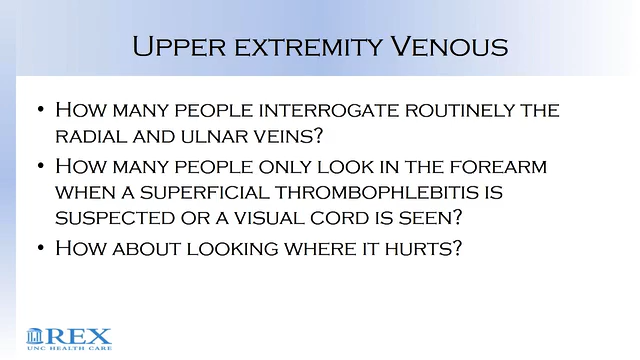 Upper extremity Venous
• How many people interrogate routinely the
radial and ulnar veins?
• How many people only look in the forearm
when a superficial thrombophlebitis is
suspected or a visual cord is seen?
• How about looking where it hurts?
REX
UNC HEALTH CARE